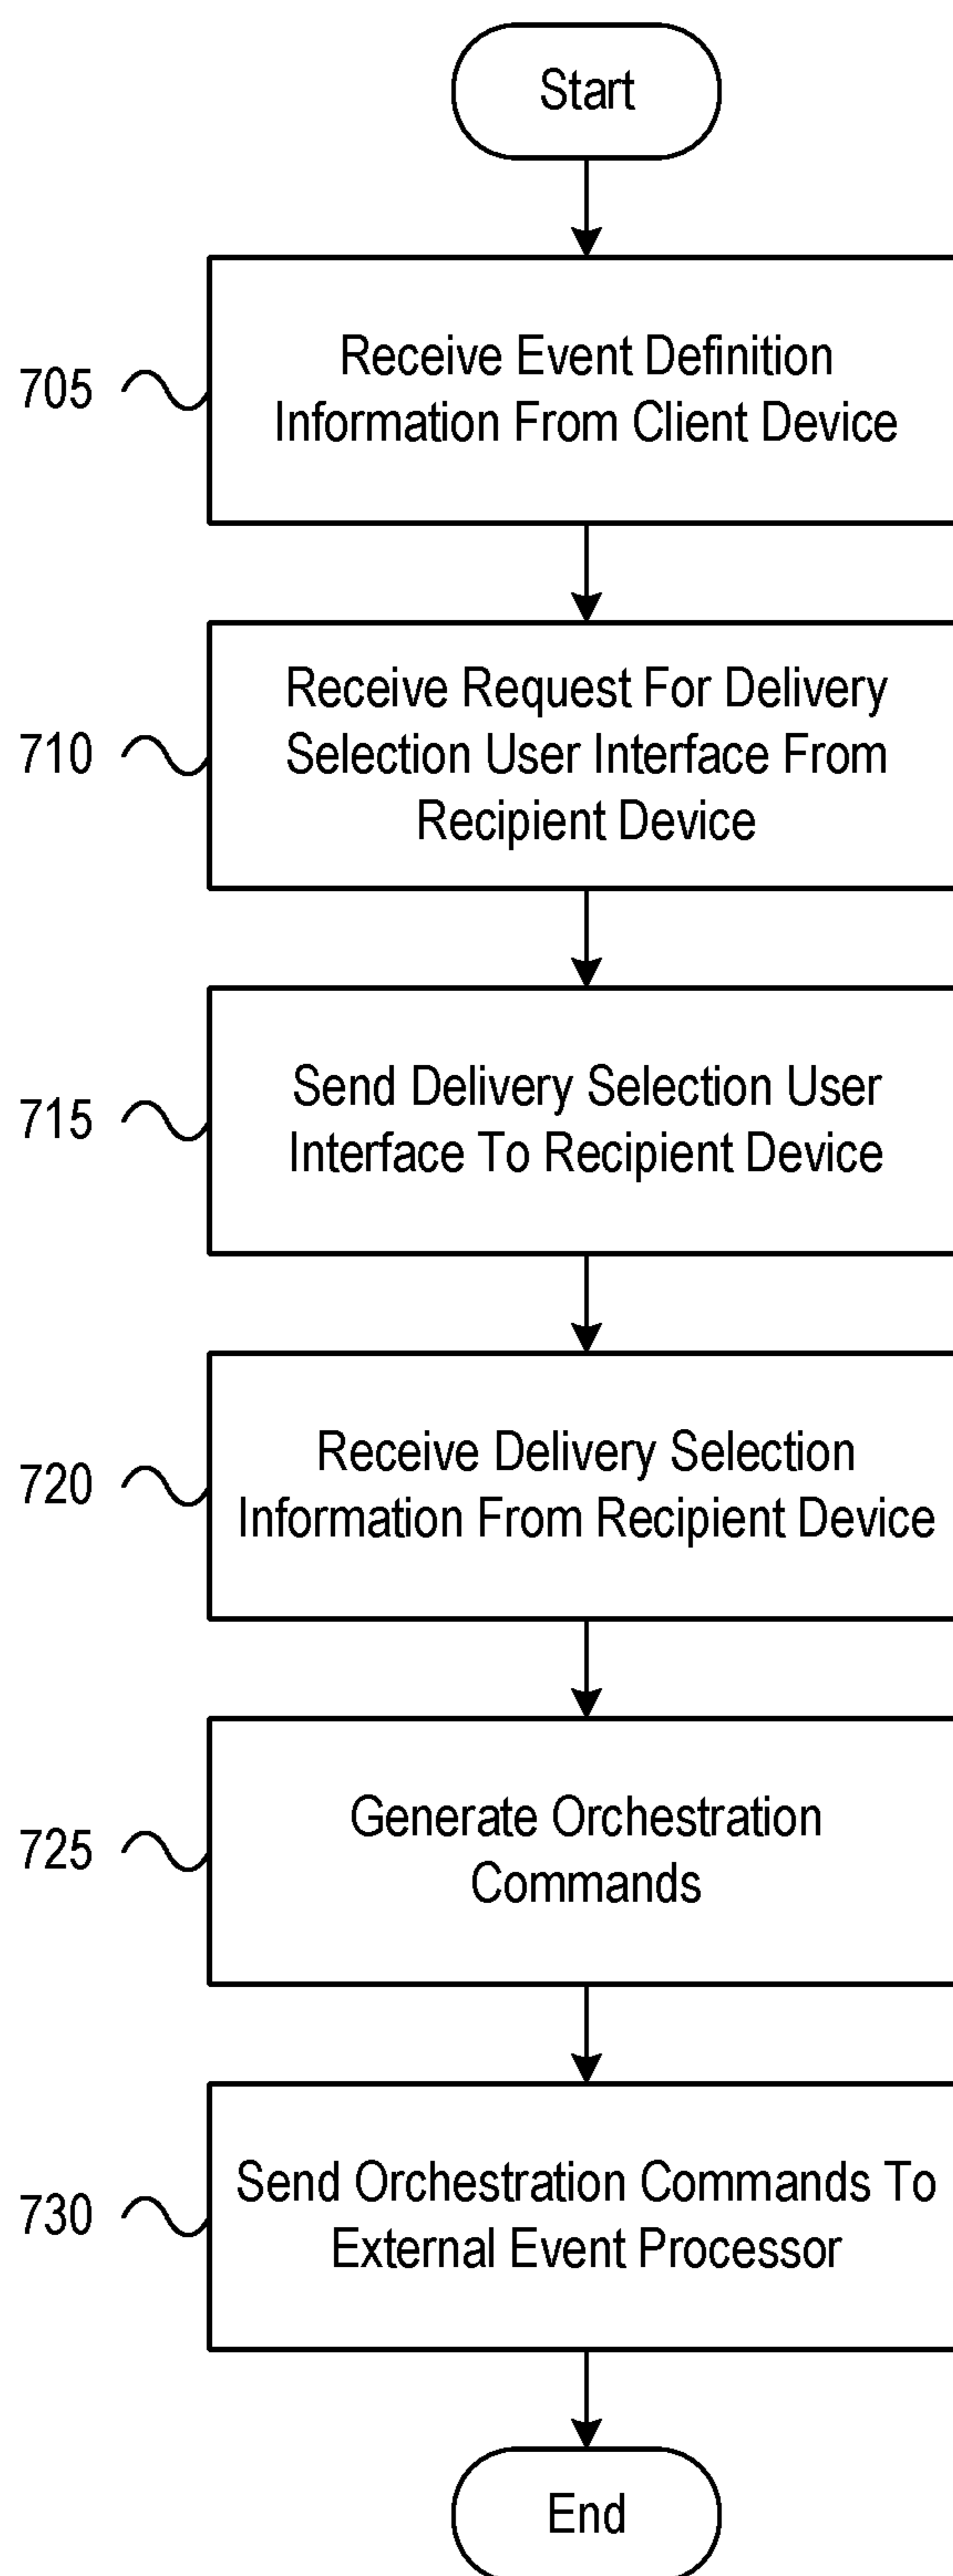 Start
705
Receive Event Definition
Information From Client Device
710
Receive Request For Delivery
Selection User Interface From
Recipient Device
715
Send Delivery Selection User
Interface To Recipient Device
720
Receive Delivery Selection
Information From Recipient Device
725
Generate Orchestration
Commands
730
Send Orchestration Commands To
External Event Processor
End